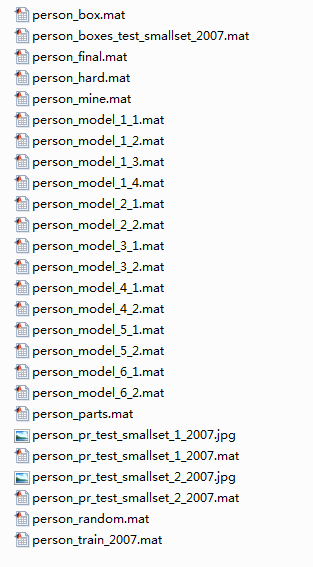 person_box.mat
person_boxes_test_smallset_2007.mat
person_final.mat
person_hard.mat
person_mine.mat
person_model_1_1.mat
person_model_1_2.mat
person_model_1_3.mat
person_model_1_4.mat
person_model_2_1.mat
person_model_2_2.mat
person_model_3_1.mat
person_model_3_2.mat
person_model_4_1.mat
person_model_4_2.mat
person_model_5_1.mat
person_model_5_2.mat
person_model_6_1.mat
person_model_6_2.mat
person_parts.mat
person_pr_test_smallset_1_2007.jpg
person_pr_test_smallset_1_2007.mat
person_pr_test_smallset_2_2007.jpg
person_pr_test_smallset_2_2007.mat
person_random.mat
person_train_2007.mat